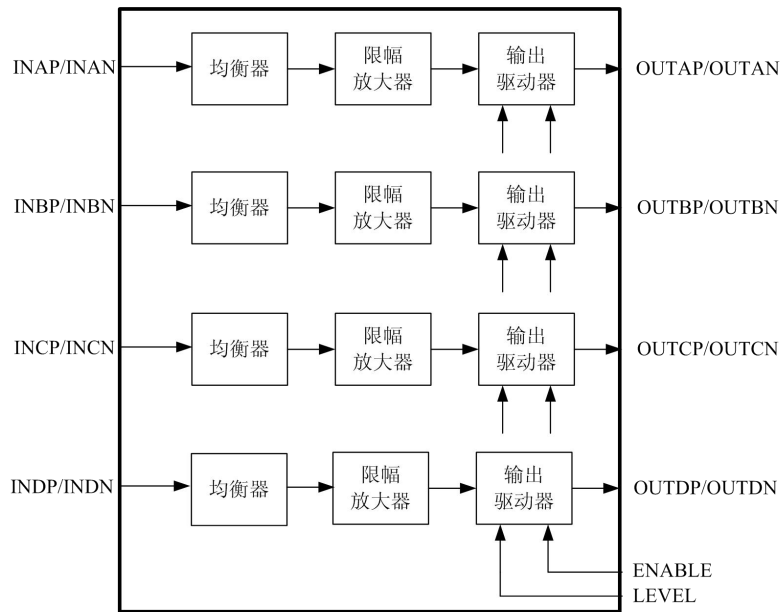 INAP/INAN
均衡器
限幅
放大器
输出
驱动器
OUTAP/OUTAN
INBP/INBN
均衡器
限幅
放大器
输出
驱动器
OUTBP/OUTBN
INCP/INCN
均衡器
限幅
放大器
输出
驱动器
OUTCP/OUTCN
INDP/INDN
均衡器
限幅
放大器
输出
驱动器
OUTDP/OUTDN
ENABLE
LEVEL